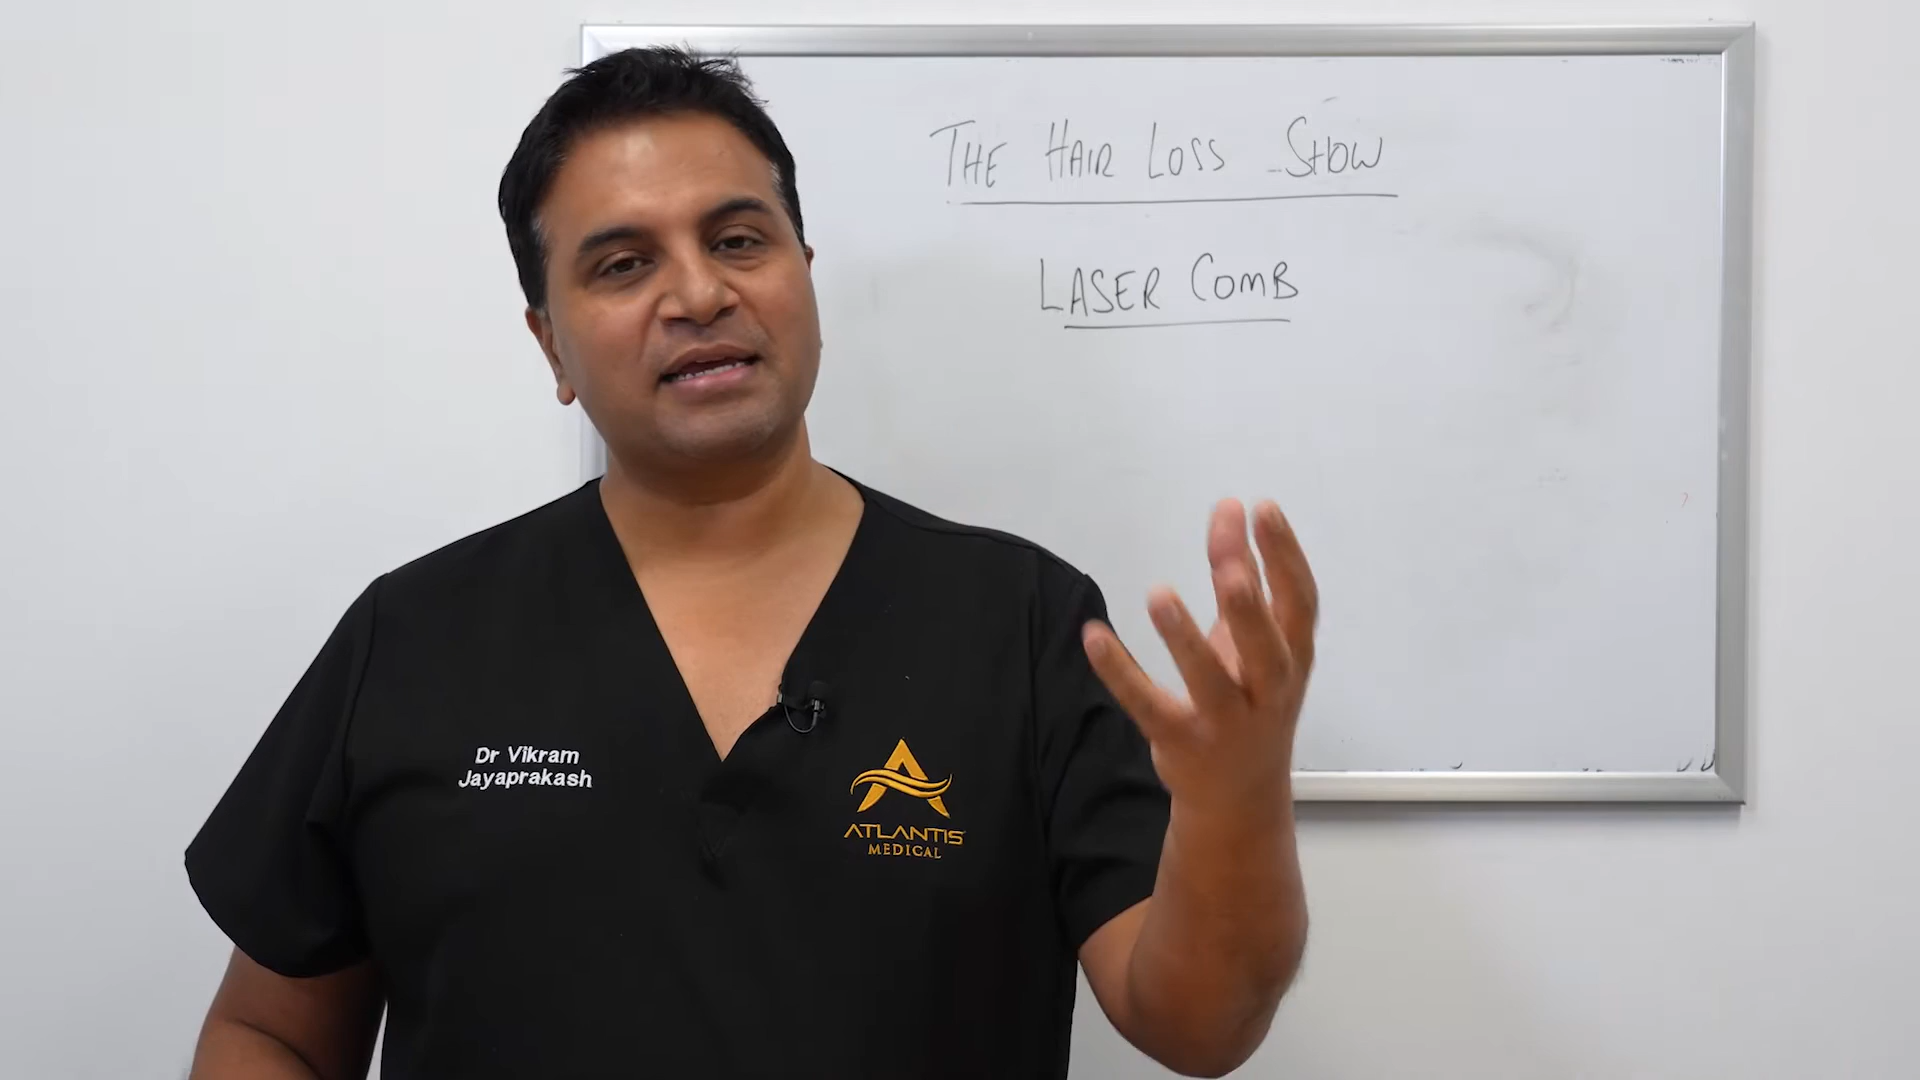 THE HAIR LOSS SHOW
LASER COMB
Dr Vikram
Jayaprakash
ATLANTIS
MEDICAL